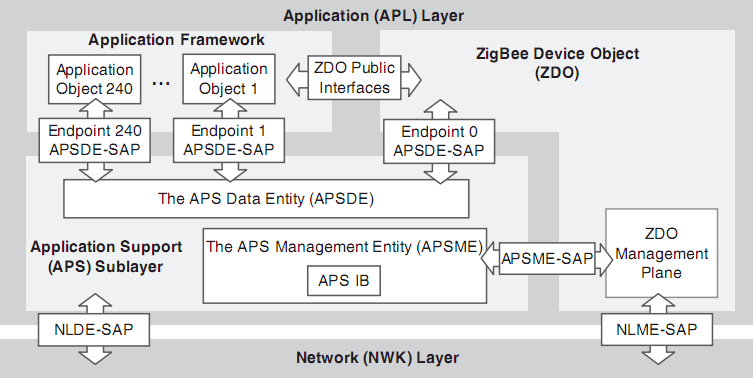 Application (APL) Layer
Application Framework
ZigBee Device Object
(ZDO)
Application
Object 240
...
Application
Object 1
ZDO Public
Interfaces
Endpoint 240
APSDE-SAP
Endpoint 1
APSDE-SAP
Endpoint 0
APSDE-SAP
The APS Data Entity (APSDE)
Application Support
(APS) Sublayer
The APS Management Entity (APSME)
APS IB
APSME-SAP
ZDO
Management
Plane
NLDE-SAP
NLME-SAP
Network (NWK) Layer